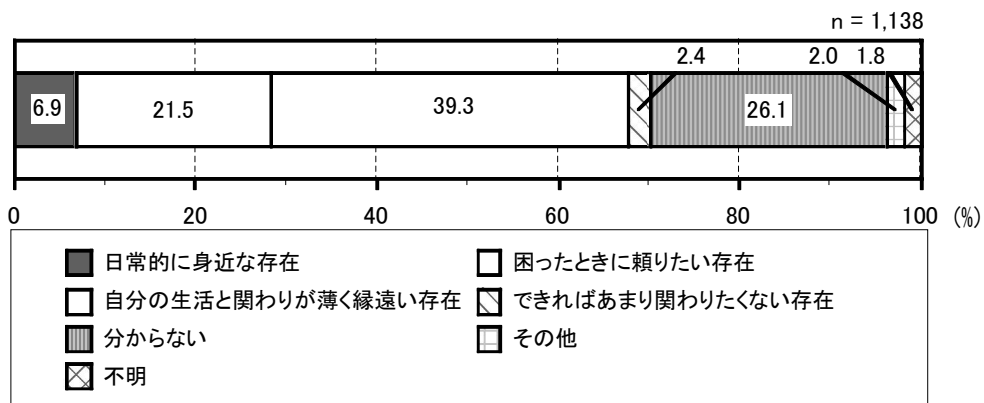 n = 1,138
2.4 2.0 1.8
6.9 21.5 39.3 26.1
0 20 40 60 80 100 (%)
日常的に身近な存在 困ったときに頼りたい存在
自分の生活と関わりが薄く縁遠い存在 できればあまり関わりたくない存在
分からない その他
不明